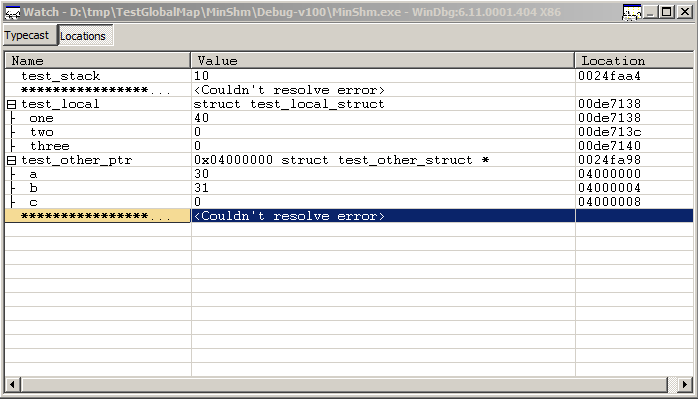 Watch - D:\tmp\TestGlobalMap\MinShm\Debug-v100\MinShm.exe - WinDbg:6.11.0001.404 X86
Typecast Locations
Name Value Location
test_stack 10 0024faa4
****************... <Couldn't resolve error>
test_local struct test_local_struct 00de7138
one 40 00de7138
two 0 00de713c
three 0 00de7140
test_other_ptr 0x04000000 struct test_other_struct * 0024fa98
a 30 04000000
b 31 04000004
c 0 04000008
****************... <Couldn't resolve error>